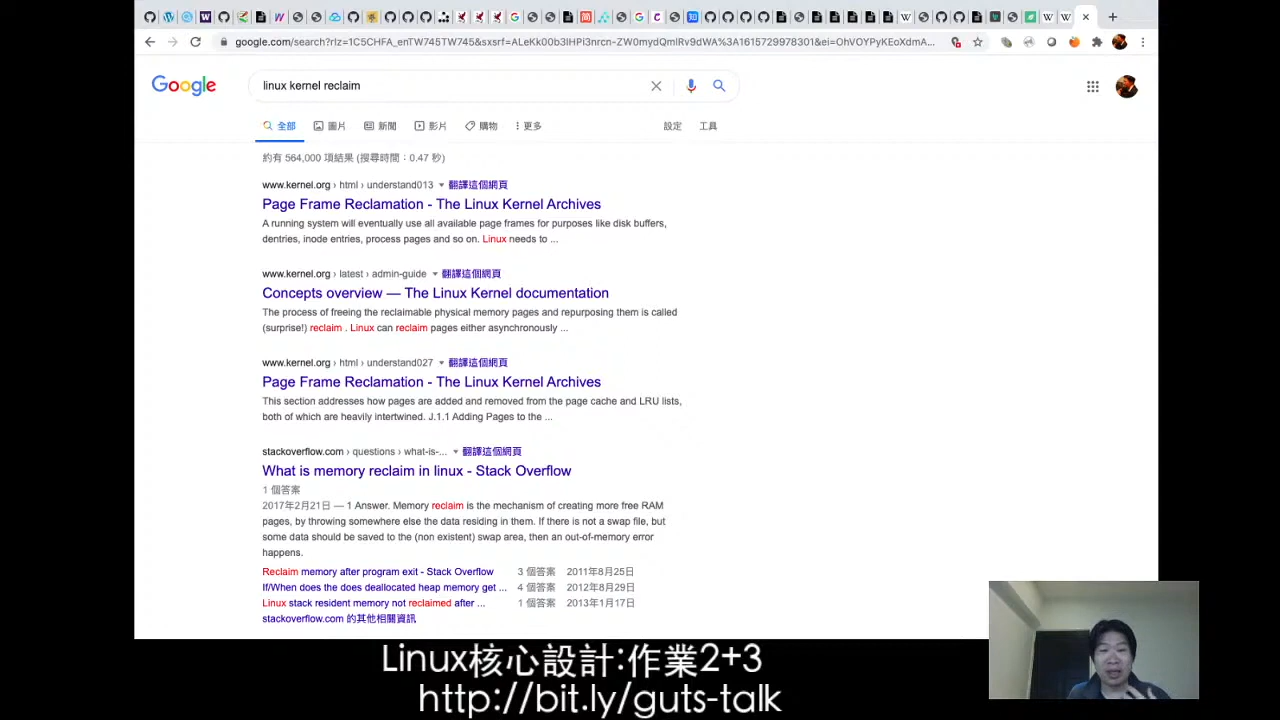 google.com/search?rlz=1C5CHFA_enTW745TW745&sxsrf=ALeKk00b3IHPi3nrcn-ZW0mydQmlRv9dWA%3A1615729978301&ei=OhVOYPyKEoXdmA...
Google
linux kernel reclaim
全部
圖片
新聞
影片
購物
更多
設定
工具
約有 564,000 項結果 (搜尋時間：0.47 秒)
www.kernel.org › html › understand013 ▾ 翻譯這個網頁
Page Frame Reclamation - The Linux Kernel Archives
A running system will eventually use all available page frames for purposes like disk buffers,
dentries, inode entries, process pages and so on. Linux needs to ...
www.kernel.org › latest › admin-guide ▾ 翻譯這個網頁
Concepts overview — The Linux Kernel documentation
The process of freeing the reclaimable physical memory pages and repurposing them is called
(surprise!) reclaim . Linux can reclaim pages either asynchronously ...
www.kernel.org › html › understand027 ▾ 翻譯這個網頁
Page Frame Reclamation - The Linux Kernel Archives
This section addresses how pages are added and removed from the page cache and LRU lists,
both of which are heavily intertwined. J.1.1 Adding Pages to the ...
stackoverflow.com › questions › what-is-... ▾ 翻譯這個網頁
What is memory reclaim in linux - Stack Overflow
1 個答案
2017年2月21日 — 1 Answer. Memory reclaim is the mechanism of creating more free RAM
pages, by throwing somewhere else the data residing in them. If there is not a swap file, but
some data should be saved to the (non existent) swap area, then an out-of-memory error
happens.
Reclaim memory after program exit - Stack Overflow 3 個答案 2011年8月25日
If/When does the does deallocated heap memory get ... 4 個答案 2012年8月29日
Linux stack resident memory not reclaimed after ... 1 個答案 2013年1月17日
stackoverflow.com 的其他相關資訊
Linux核心設計:作業2+3
http://bit.ly/guts-talk